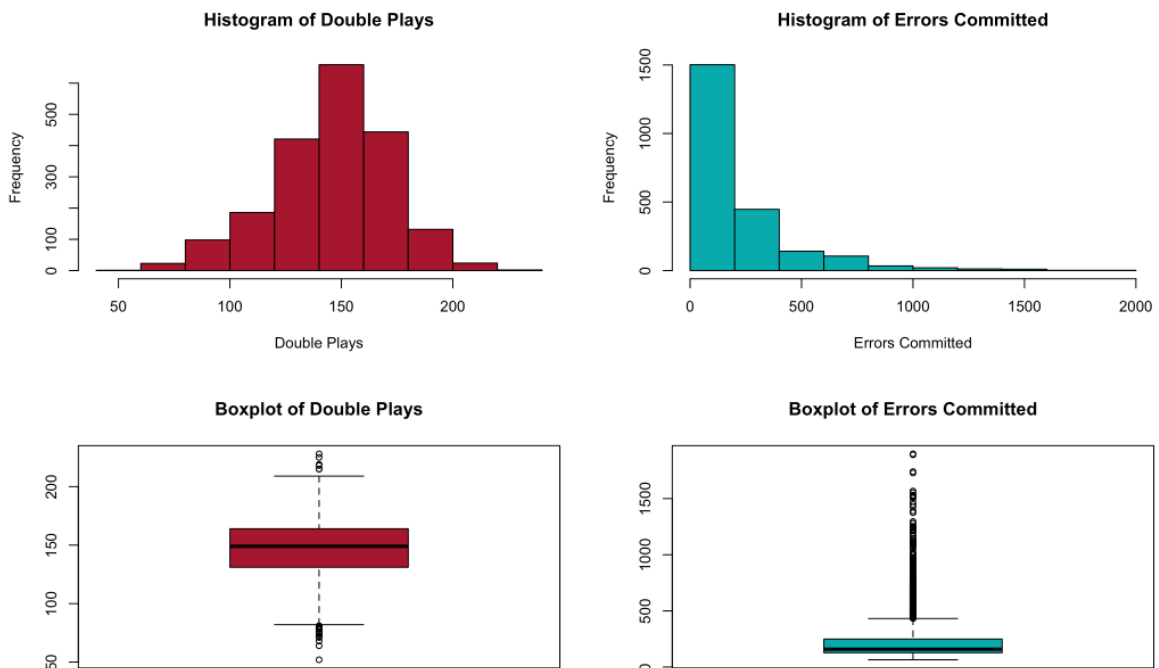 Histogram of Double Plays
Frequency
0 100 300 500
50 100 150 200
Double Plays
Histogram of Errors Committed
Frequency
0 500 1000 1500
0 500 1000 1500 2000
Errors Committed
Boxplot of Double Plays
50 100 150 200
Boxplot of Errors Committed
0 500 1000 1500